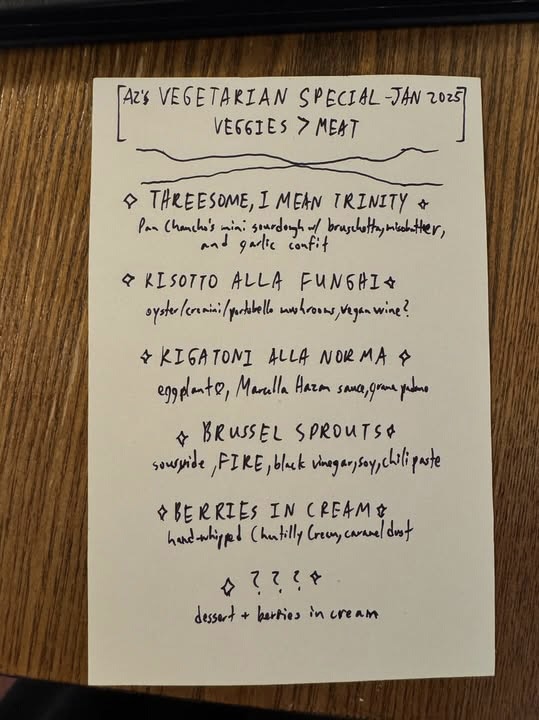 [AZ'S VEGETARIAN SPECIAL - JAN 2025]
VEGGIES > MEAT
THREESOME, I MEAN TRINITY
Pan Chancho's mini sourdough w/ bruschetta, misobutter,
and garlic confit
RISOTTO ALLA FUNGHI
oyster/cremini/portobello mushrooms, vegan wine?
RIGATONI ALLA NORMA
eggplant♡, Marcella Hazan sauce, grana padano
BRUSSEL SPROUTS
sousvide, FIRE, black vinegar, soy, chili paste
BERRIES IN CREAM
hand-whipped Chantilly Cream, caramel dust
? ? ?
dessert + berries in cream